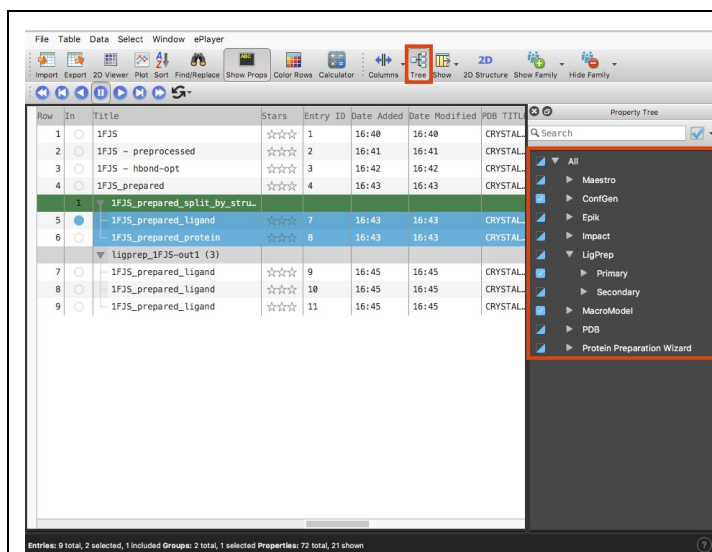 File Table Data Select Window ePlayer
ABC
2D
Import Export 2D Viewer Plot Sort Find/Replace Show Props Color Rows Calculator Columns Tree Show 2D Structure Show Family Hide Family
Row In Title Stars Entry ID Date Added Date Modified PDB TITL
1 1FJS ☆☆☆ 1 16:40 16:40 CRYSTAL…
2 1FJS - preprocessed ☆☆☆ 2 16:41 16:41 CRYSTAL…
3 1FJS - hbond-opt ☆☆☆ 3 16:42 16:42 CRYSTAL…
4 1FJS_prepared ☆☆☆ 4 16:43 16:43 CRYSTAL…
1 1FJS_prepared_split_by_stru…
5 1FJS_prepared_ligand ☆☆☆ 7 16:43 16:43 CRYSTAL…
6 1FJS_prepared_protein ☆☆☆ 8 16:43 16:43 CRYSTAL…
ligprep_1FJS-out1 (3)
7 1FJS_prepared_ligand ☆☆☆ 9 16:45 16:45 CRYSTAL…
8 1FJS_prepared_ligand ☆☆☆ 10 16:45 16:45 CRYSTAL…
9 1FJS_prepared_ligand ☆☆☆ 11 16:45 16:45 CRYSTAL…
Property Tree
Search
All
Maestro
ConfGen
Epik
Impact
LigPrep
Primary
Secondary
MacroModel
PDB
Protein Preparation Wizard
Entries: 9 total, 2 selected, 1 included Groups: 2 total, 1 selected Properties: 72 total, 21 shown
?